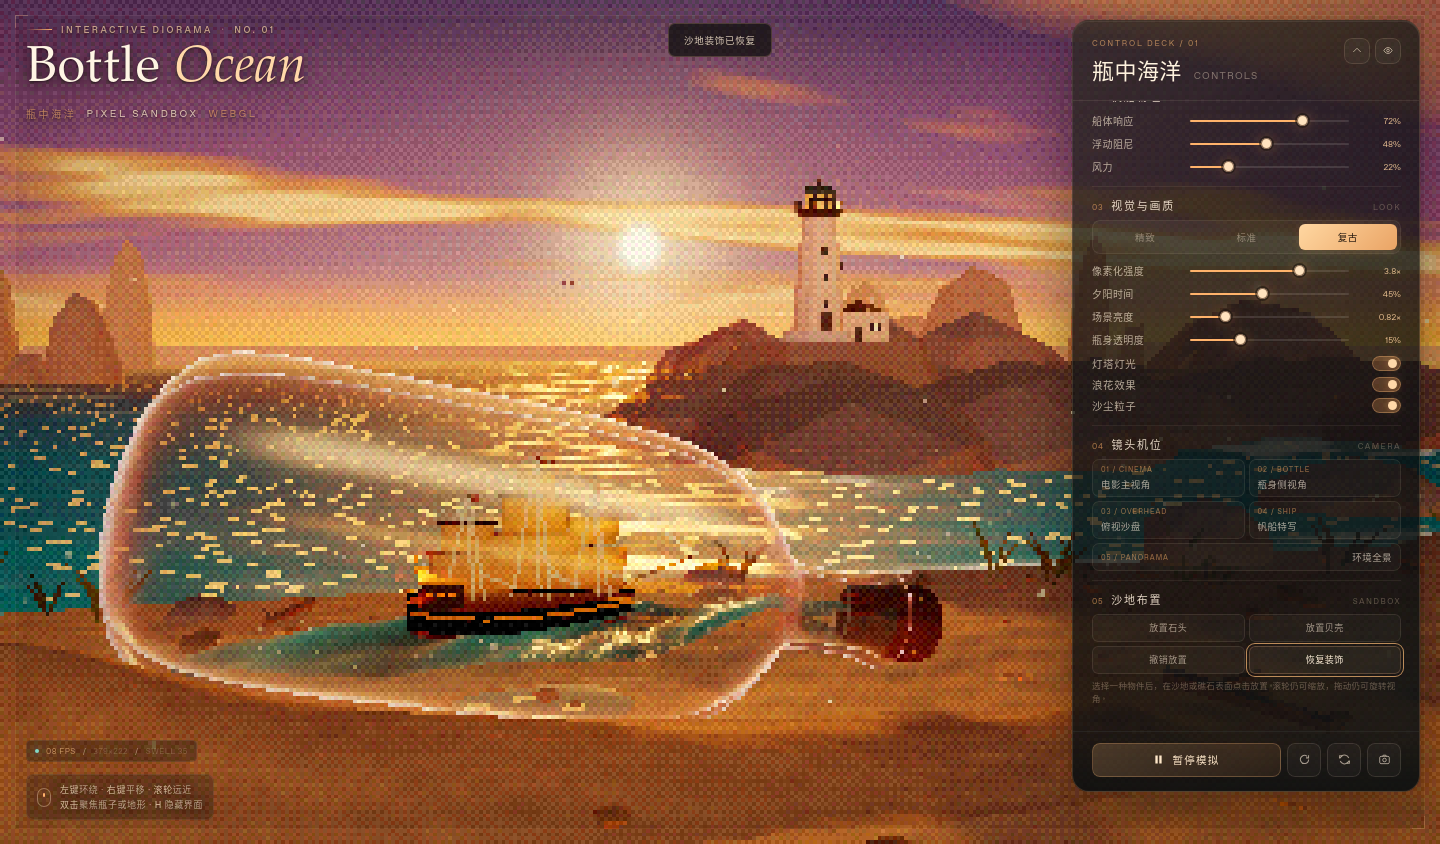 INTERACTIVE DIORAMA · NO. 01
Bottle Ocean
瓶中海洋 PIXEL SANDBOX WEBGL
沙地装饰已恢复
CONTROL DECK / 01
瓶中海洋 CONTROLS
船体响应 72%
浮动阻尼 48%
风力 22%
03 视觉与画质 LOOK
精致 标准 复古
像素化强度 3.8×
夕阳时间 45%
场景亮度 0.82×
瓶身透明度 15%
灯塔灯光
浪花效果
沙尘粒子
04 镜头机位 CAMERA
01 / CINEMA 02 / BOTTLE
电影主视角 瓶身侧视角
03 / OVERHEAD 04 / SHIP
俯视沙盘 帆船特写
05 / PANORAMA 环境全景
05 沙地布置 SANDBOX
放置石头 放置贝壳
撤销放置 恢复装饰
选择一种物件后，在沙地或礁石表面点击放置，滚轮仍可缩放，拖动仍可旋转视
角。
暂停模拟
08 FPS / 373×222 / SWELL 35
左键环绕 · 右键平移 · 滚轮远近
双击聚焦瓶子或地形 · H 隐藏界面